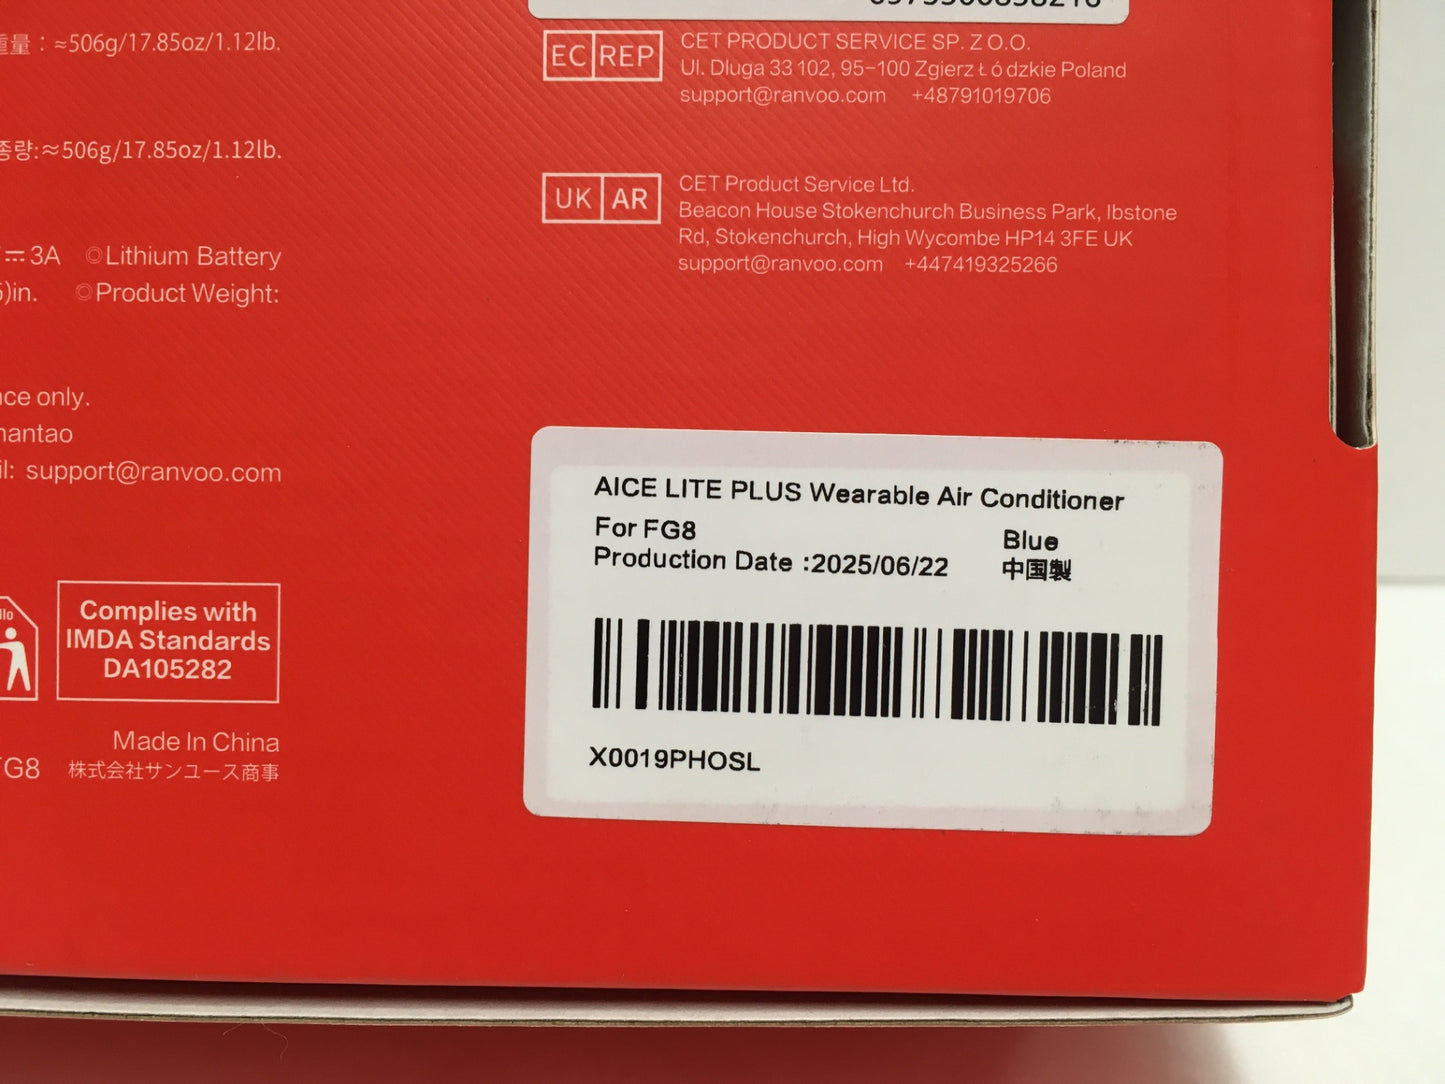 重量：≈506g/17.85oz/1.12lb.
중량:≈506g/17.85oz/1.12lb.
3A ◎Lithium Battery
)in. ◎Product Weight:
only.
support@ranvoo.com
Complies with
IMDA Standards
DA105282
Made In China
FG8 株式会社サンユース商事
EC REP
CET PRODUCT SERVICE SP. Z O.O.
Ul. Dluga 33 102, 95-100 Zgierz Łódzkie Poland
support@ranvoo.com +48791019706
UK AR
CET Product Service Ltd.
Beacon House Stokenchurch Business Park, Ibstone
Rd, Stokenchurch, High Wycombe HP14 3FE UK
support@ranvoo.com +447419325266
AICE LITE PLUS Wearable Air Conditioner
For FG8 Blue
Production Date :2025/06/22 中国製
X0019PHOSL